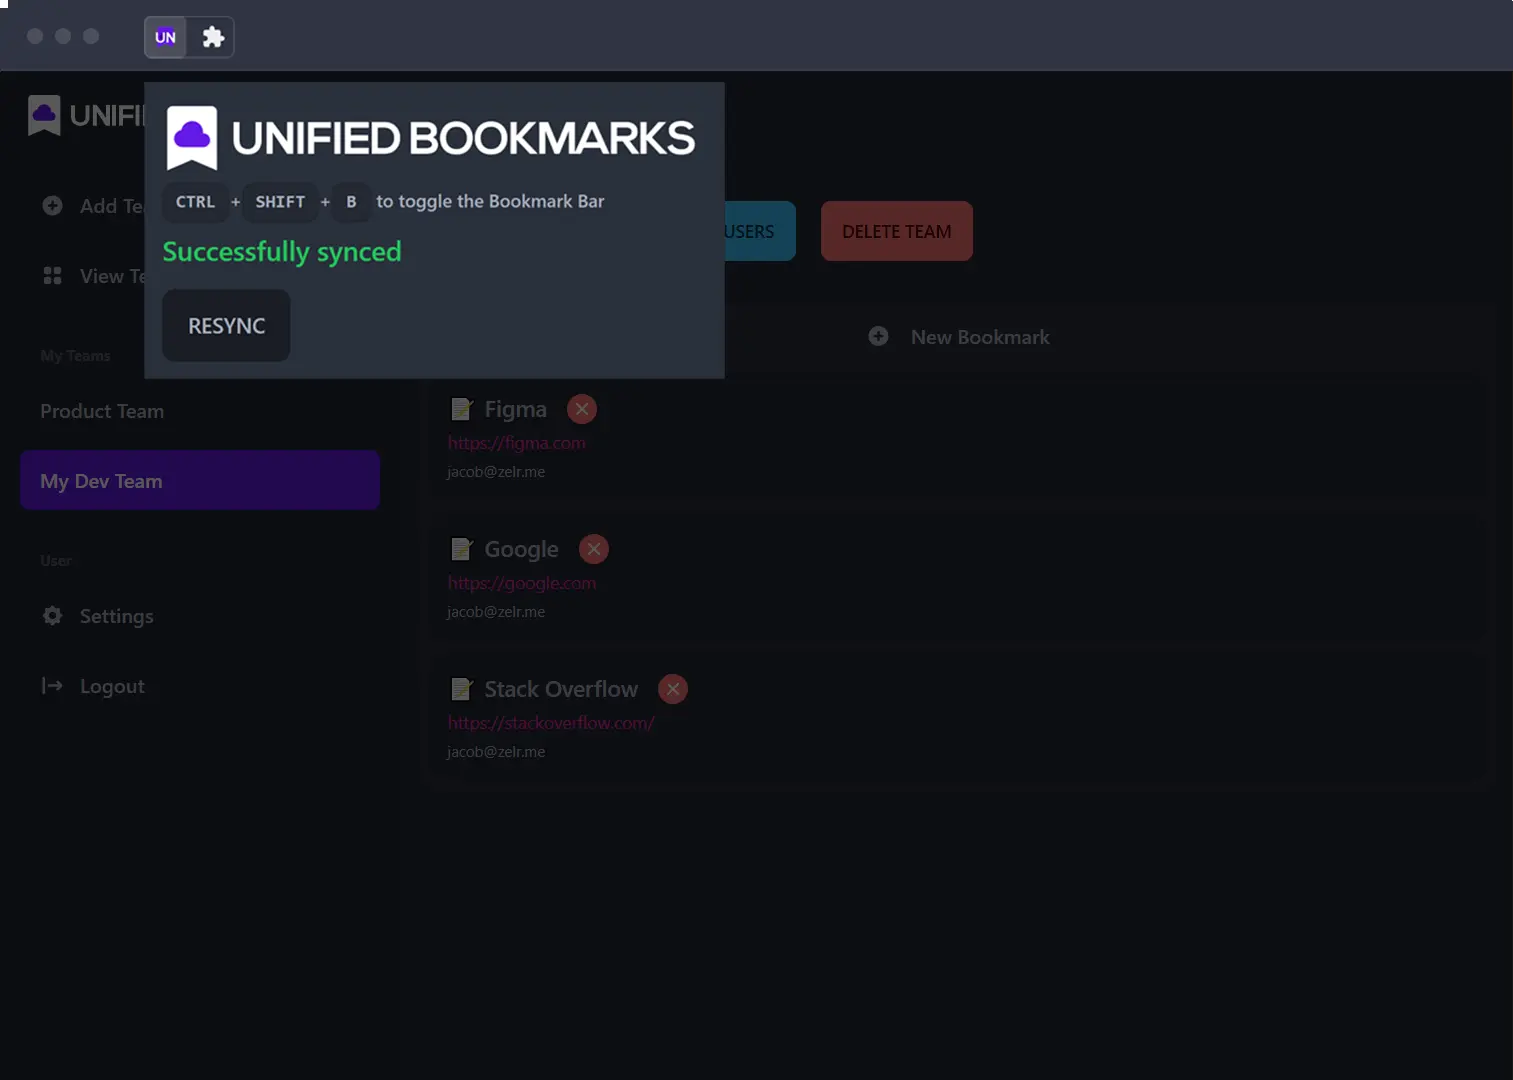 UN
UNIFI
UNIFIED BOOKMARKS
CTRL + SHIFT + B to toggle the Bookmark Bar
Successfully synced
RESYNC
Add Te
View Te
My Teams
Product Team
My Dev Team
User
Settings
Logout
USERS
DELETE TEAM
New Bookmark
Figma
https://figma.com
jacob@zelr.me
Google
https://google.com
jacob@zelr.me
Stack Overflow
https://stackoverflow.com/
jacob@zelr.me